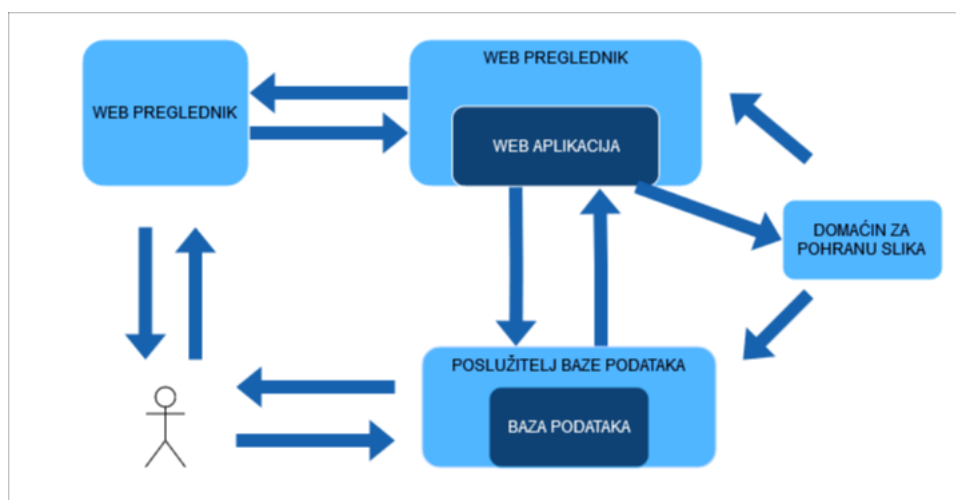 WEB PREGLEDNIK
WEB PREGLEDNIK
WEB APLIKACIJA
DOMAĆIN ZA
POHRANU SLIKA
POSLUŽITELJ BAZE PODATAKA
BAZA PODATAKA